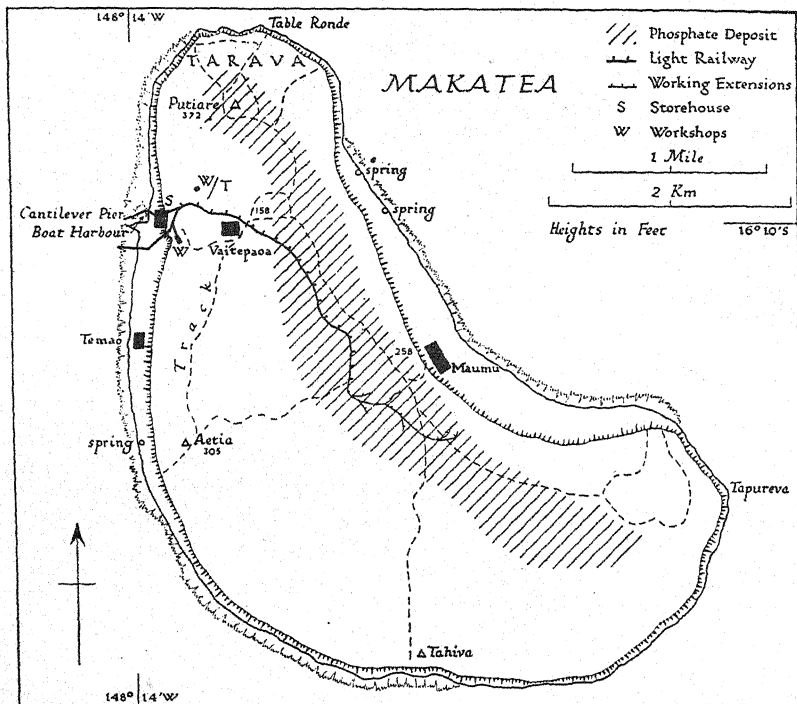 148° 14'W
Table Ronde
TARAVA
MAKATEA
Phosphate Deposit
Light Railway
Working Extensions
S Storehouse
W Workshops
1 Mile
2 Km
Heights in Feet
16°10'S
Putiare
372
spring
spring
W
T
S
158
Cantilever Pier
Boat Harbour
W
Vaitepaoa
Track
Temao
258
Maumu
spring
Aetia
305
Tapureva
Tahiva
148° 14'W